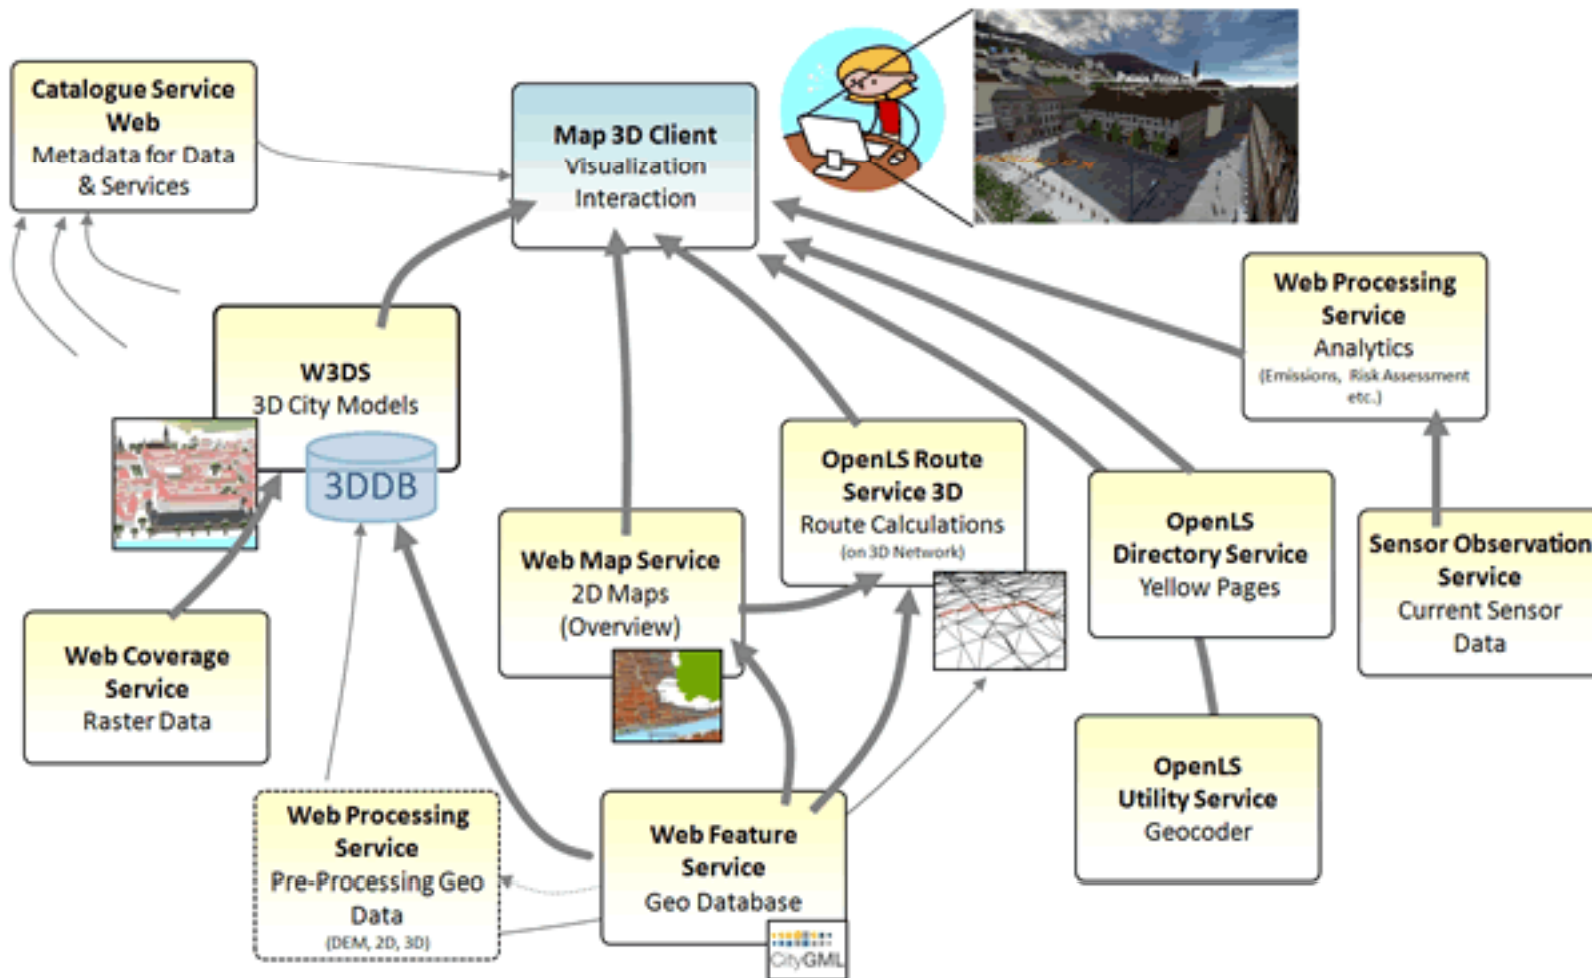 Catalogue Service
Web
Metadata for Data
& Services
Map 3D Client
Visualization
Interaction
W3DS
3D City Models
3DDB
Web Processing
Service
Analytics
(Emissions, Risk Assessment
etc.)
OpenLS Route
Service 3D
Route Calculations
(on 3D Network)
Web Map Service
2D Maps
(Overview)
OpenLS
Directory Service
Yellow Pages
Sensor Observation
Service
Current Sensor
Data
Web Coverage
Service
Raster Data
Web Processing
Service
Pre-Processing Geo
Data
(DEM, 2D, 3D)
Web Feature
Service
Geo Database
CityGML
OpenLS
Utility Service
Geocoder